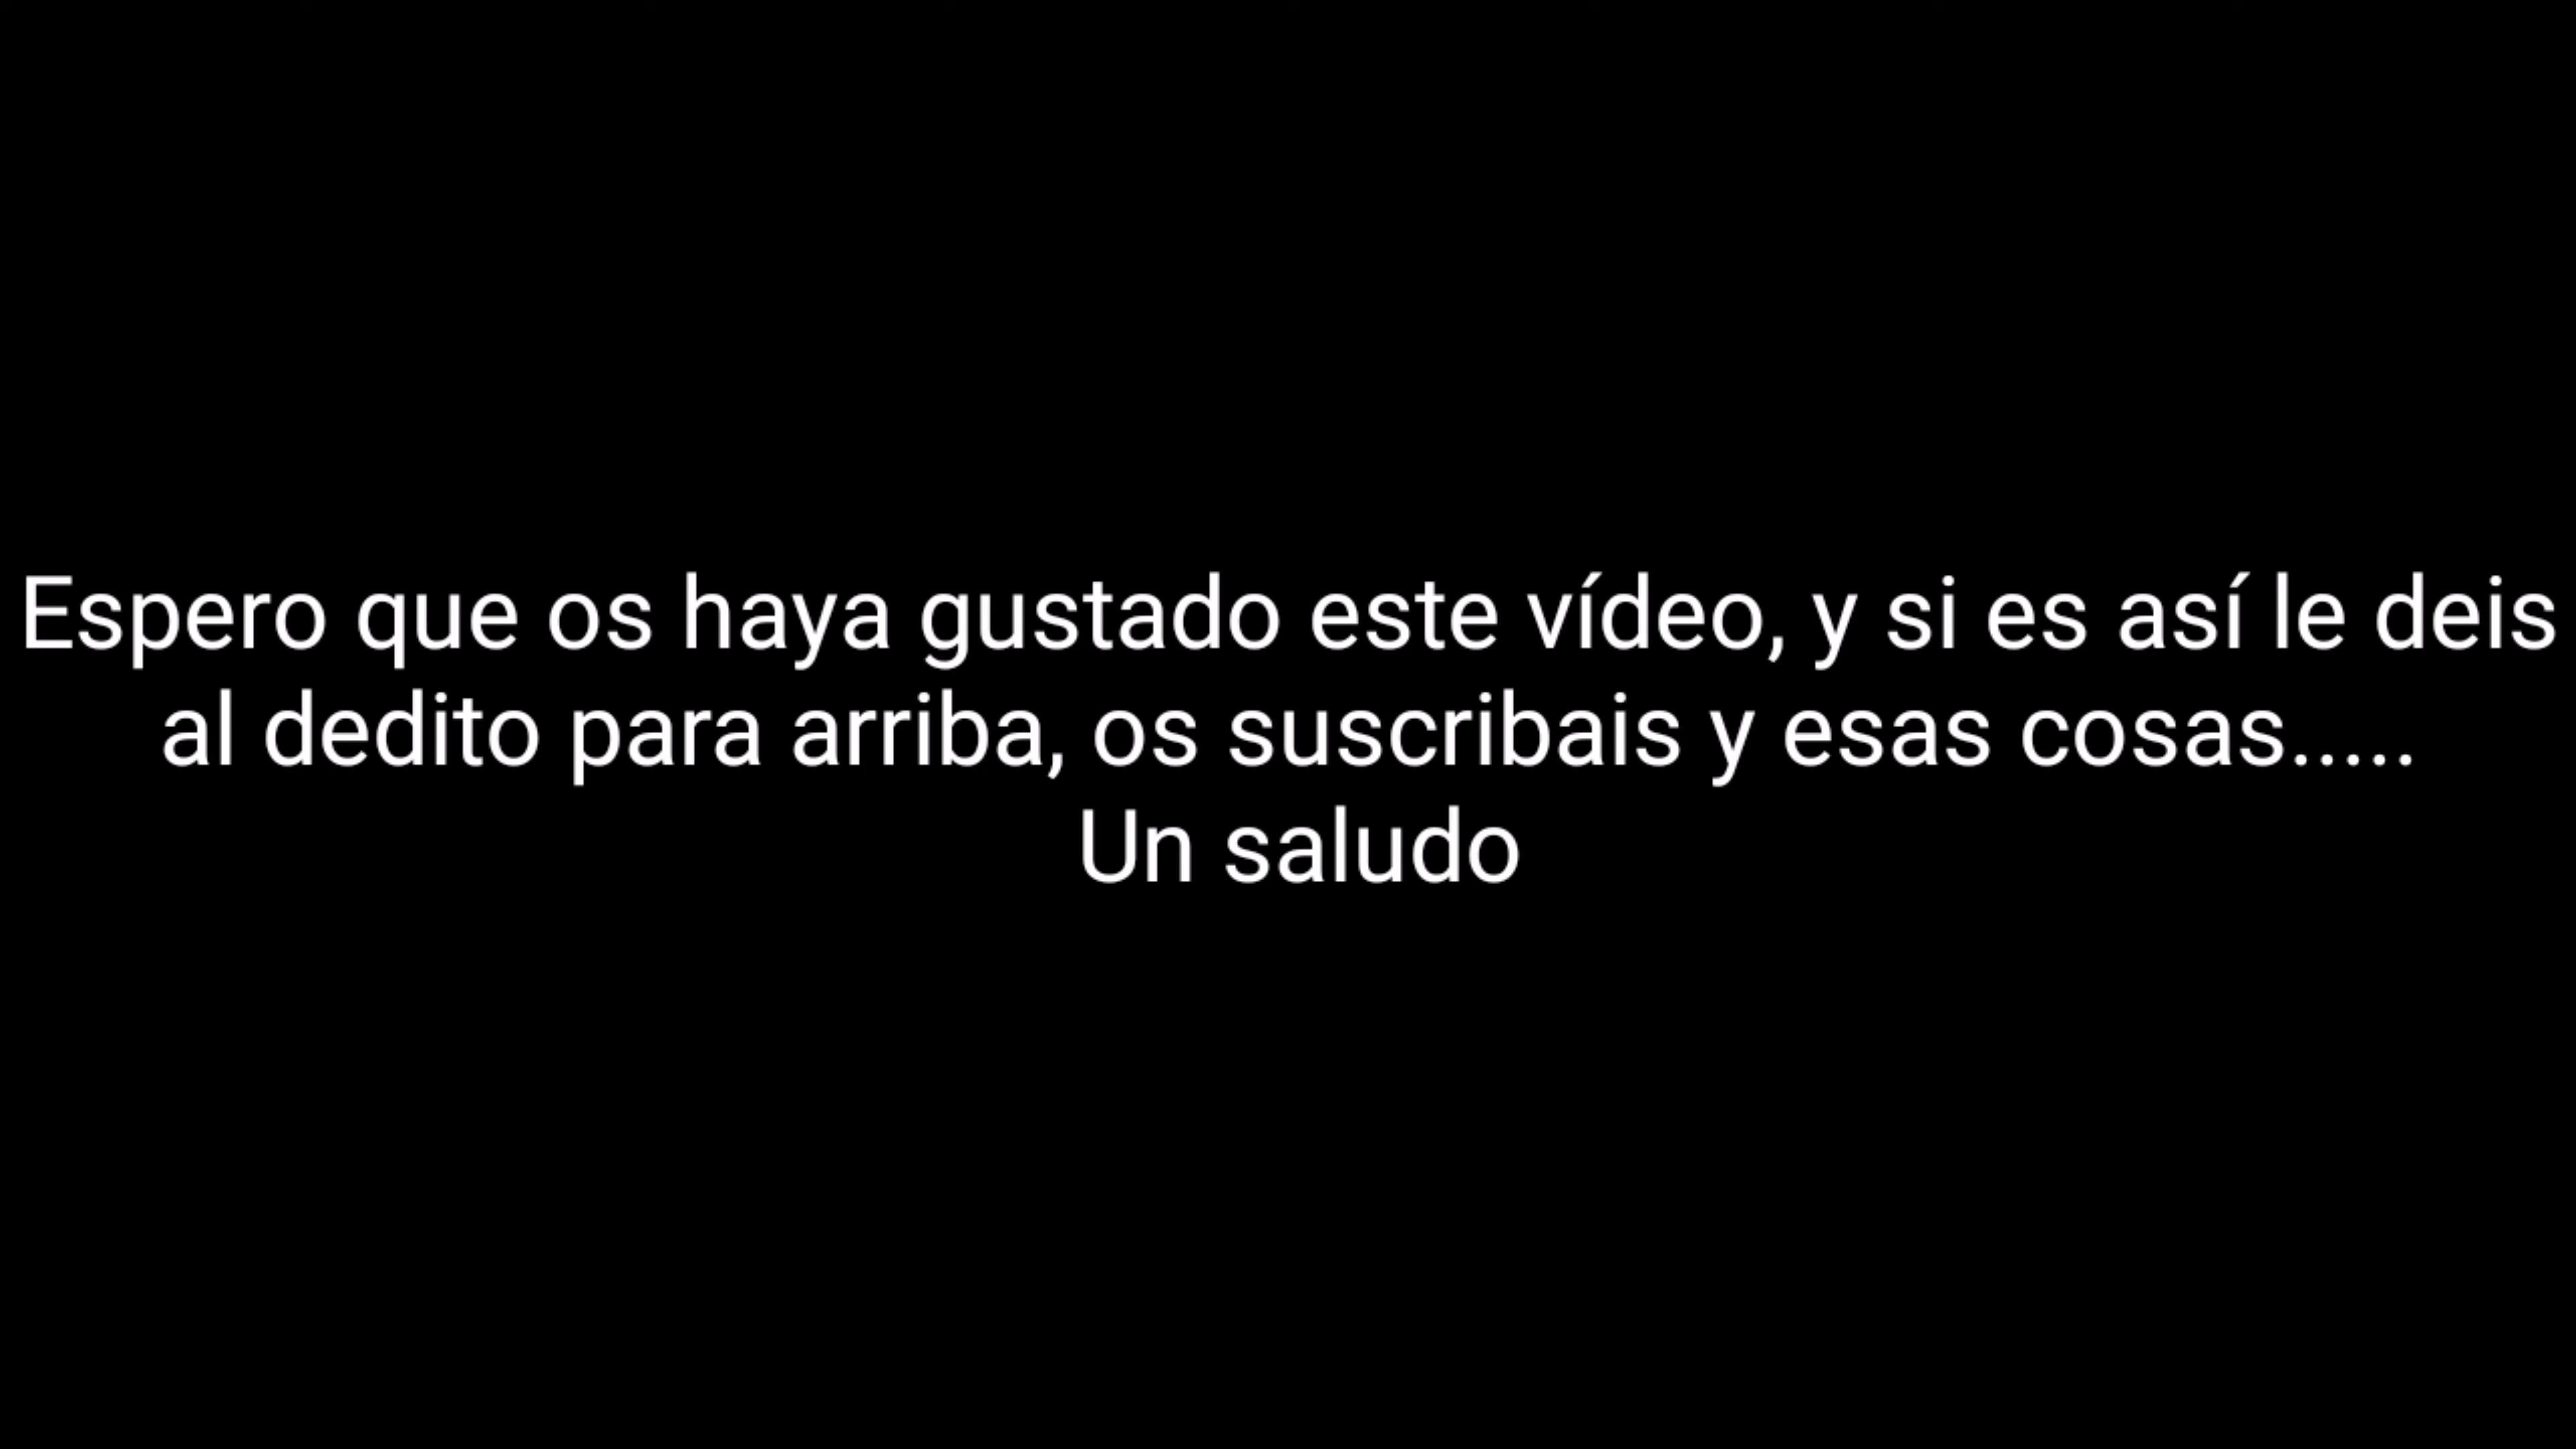 Espero que os haya gustado este vídeo, y si es así le deis
al dedito para arriba, os suscribais y esas cosas.....
Un saludo